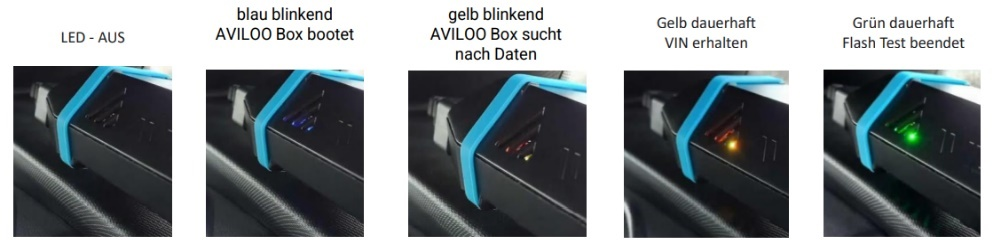 LED - AUS
blau blinkend
AVILOO Box bootet
gelb blinkend
AVILOO Box sucht
nach Daten
Gelb dauerhaft
VIN erhalten
Grün dauerhaft
Flash Test beendet